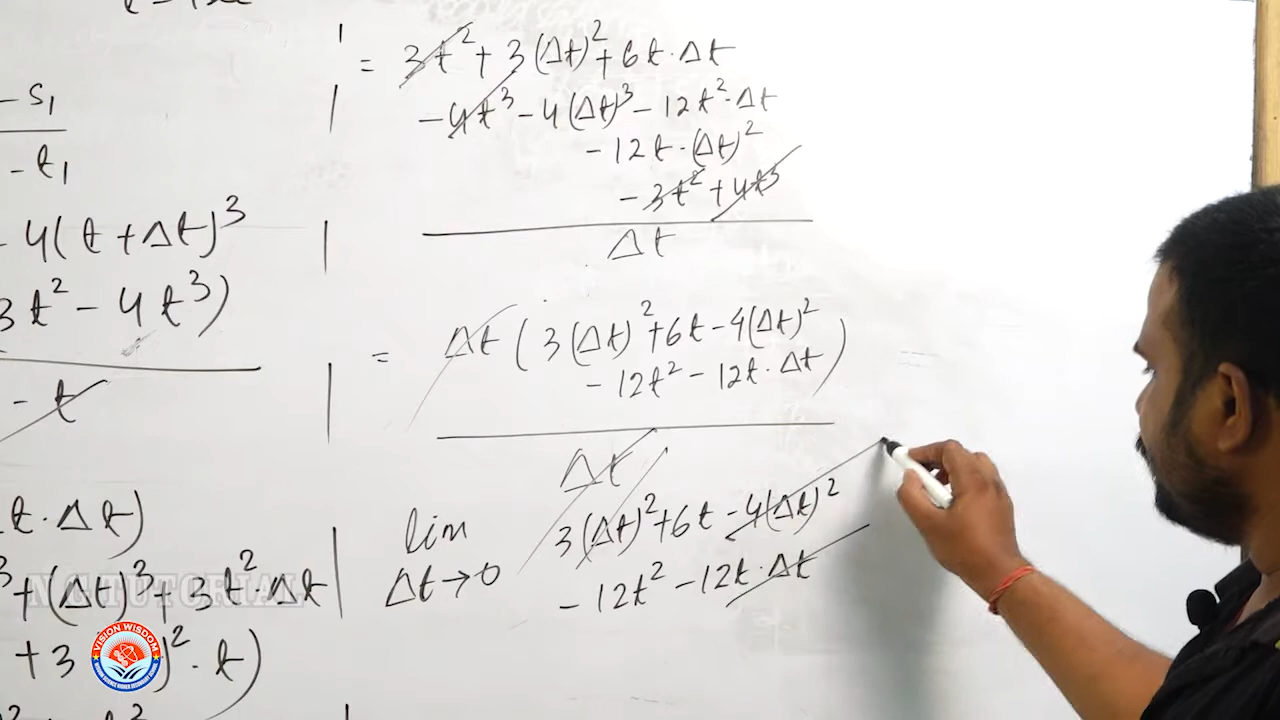 - s₁
- t₁
- 4(t + Δt)³
3t² - 4t³)
- t
t · Δt)
³ + (Δt)³ + 3t² · Δt
+ 3 )² · t)
= 3t² + 3(Δt)² + 6t · Δt
- 4t³ - 4(Δt)³ - 12t² · Δt
- 12t · (Δt)²
- 3t² + 4t³
Δt
= Δt (3(Δt)² + 6t - 4(Δt)²
- 12t² - 12t · Δt)
Δt
lim
Δt → 0
3(Δt)² + 6t - 4(Δt)²
- 12t² - 12t · Δt
N.G TUTORIAL
VISION WISDOM